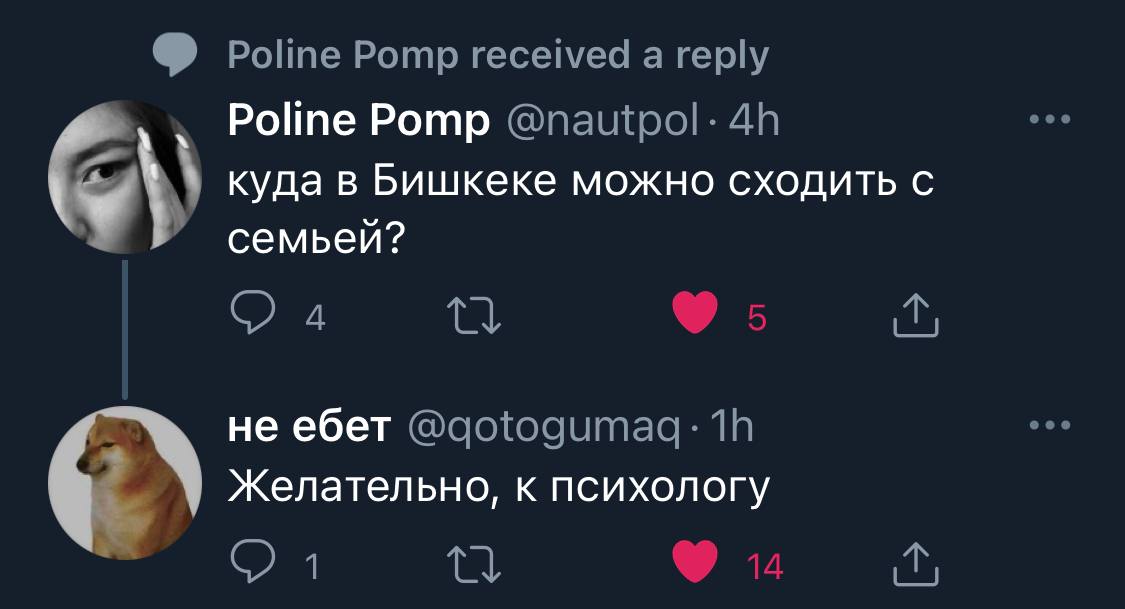 Poline Pomp received a reply
Poline Pomp @nautpol · 4h
куда в Бишкеке можно сходить с
семьей?
4 5
не ебет @qotogumaq · 1h
Желательно, к психологу
1 14